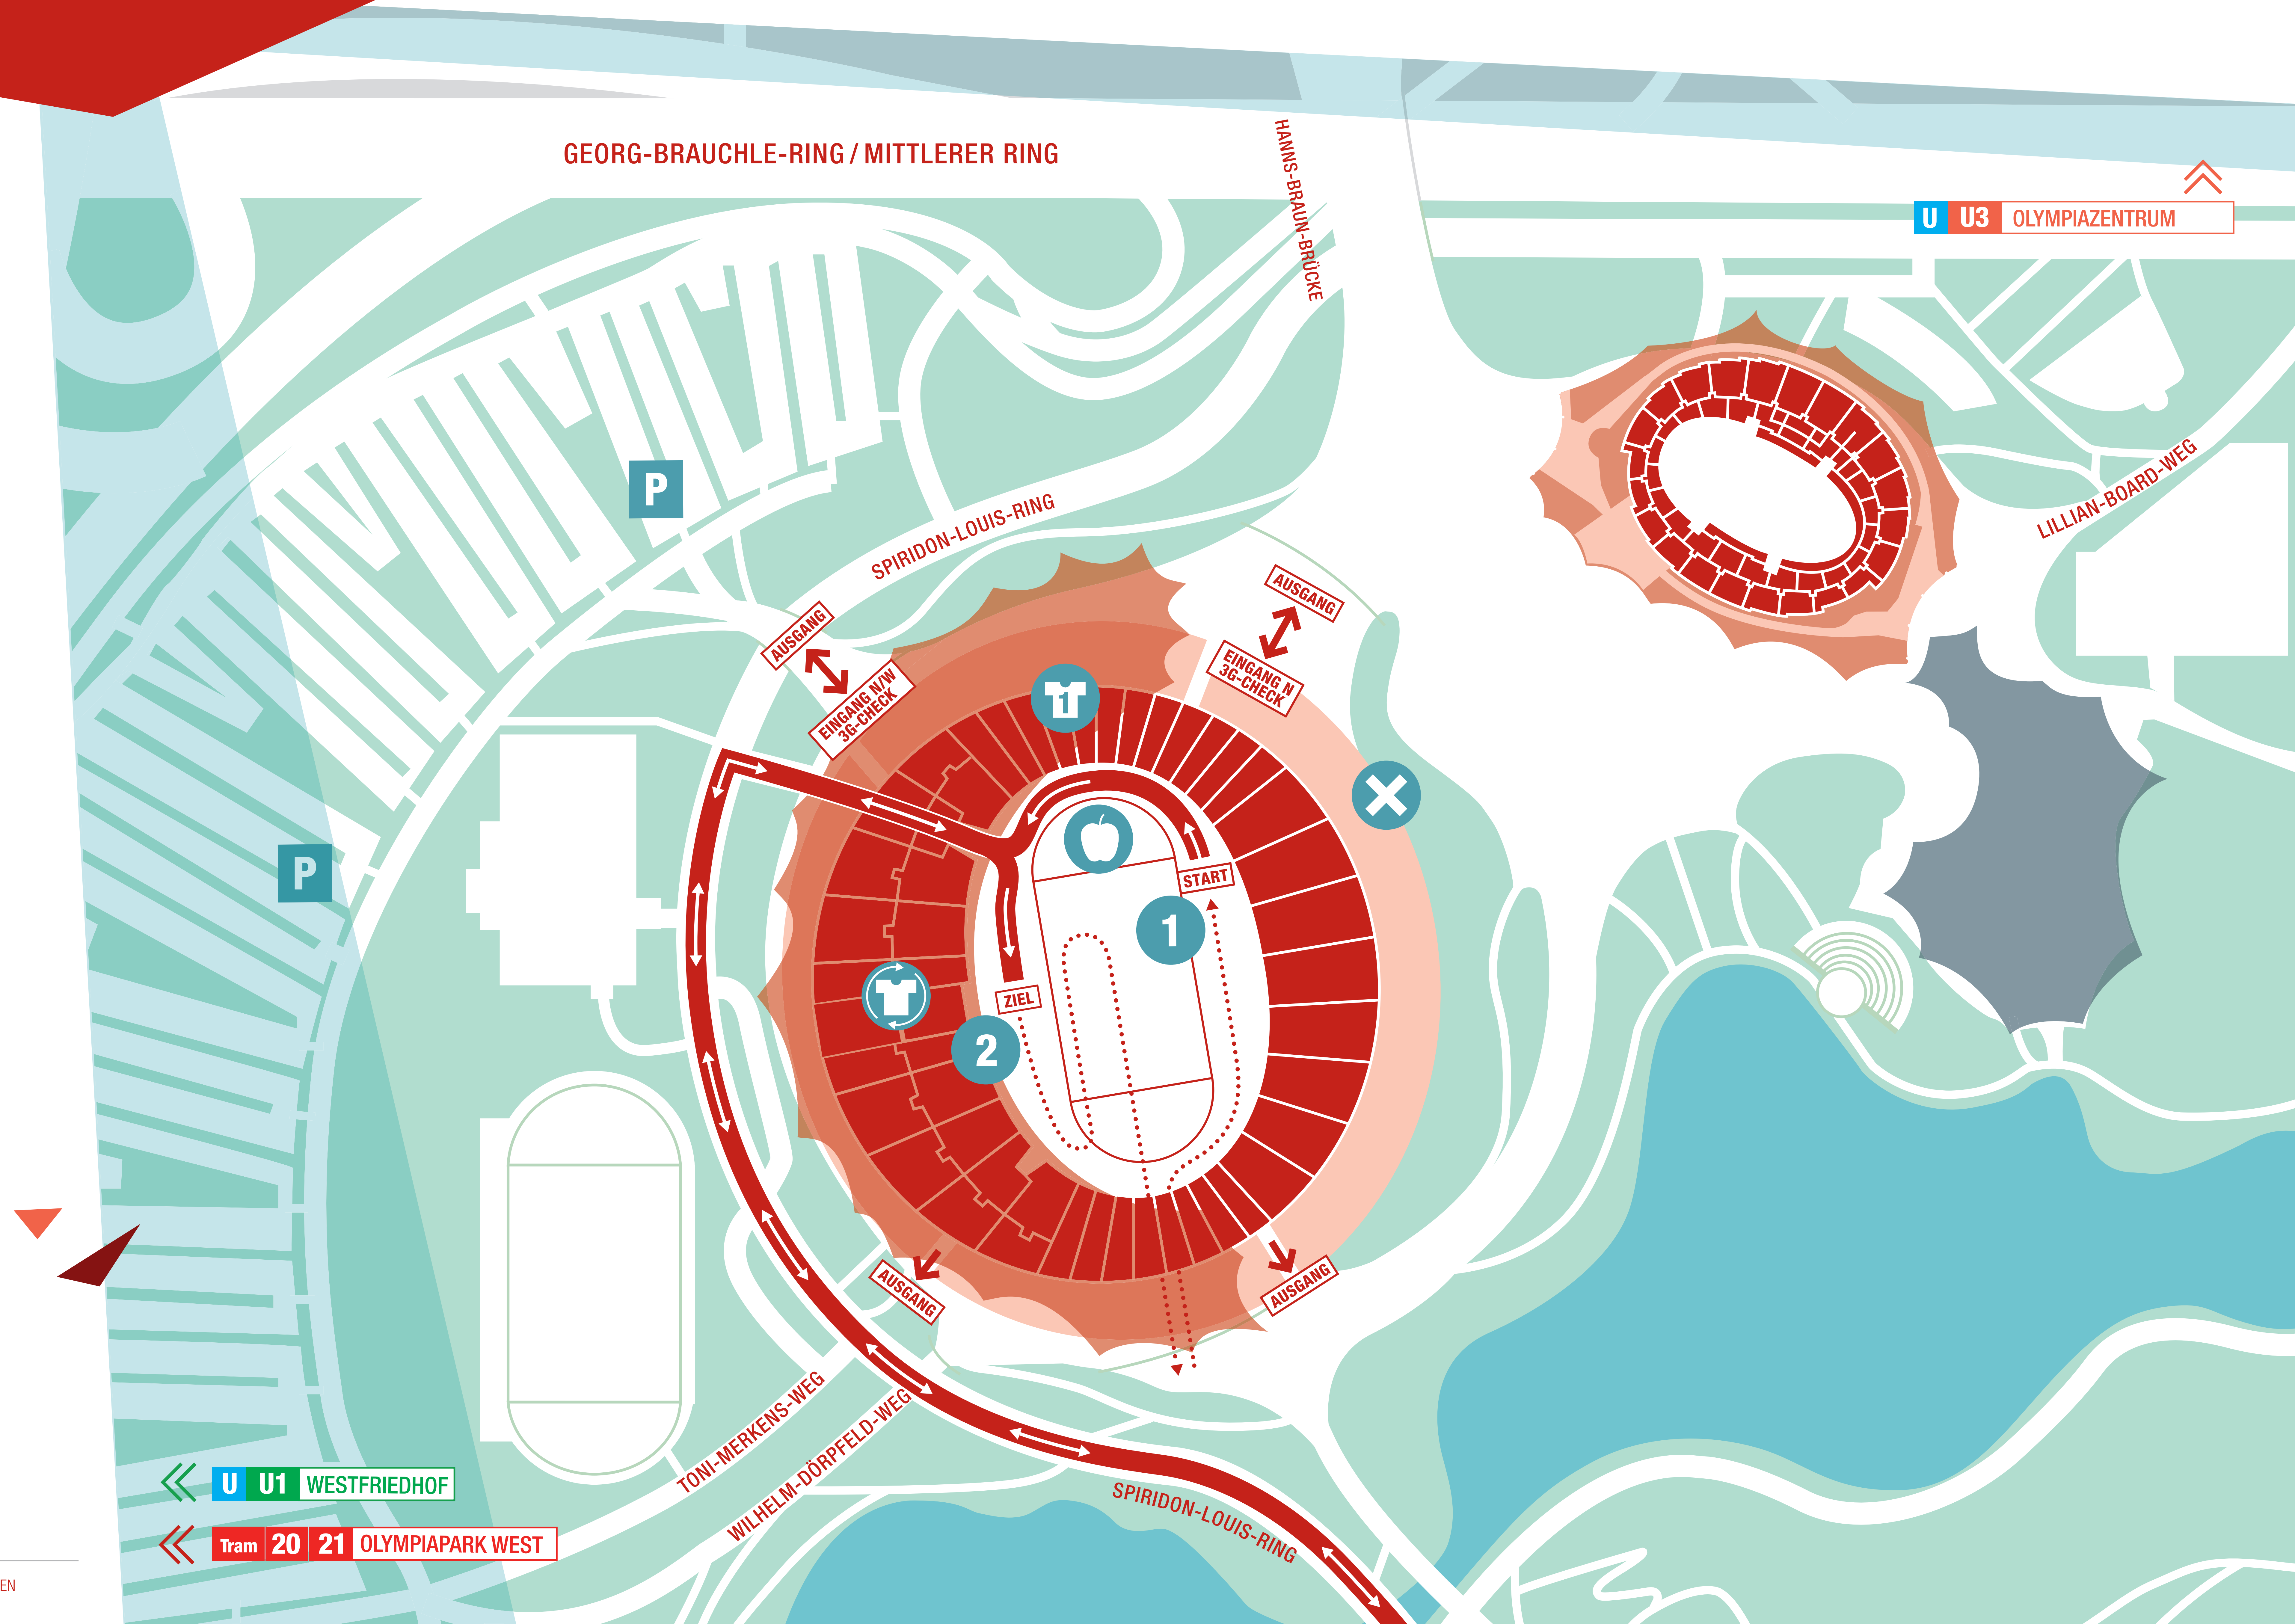 GEORG-BRAUCHLE-RING / MITTLERER RING
HANNS-BRAUN-BRÜCKE
U U3 OLYMPIAZENTRUM
LILLIAN-BOARD-WEG
P
SPIRIDON-LOUIS-RING
AUSGANG
EINGANG N/W
3G-CHECK
AUSGANG
EINGANG N
3G-CHECK
1
P
START
1
ZIEL
2
AUSGANG
AUSGANG
TONI-MERKENS-WEG
WILHELM-DÖRPFELD-WEG
SPIRIDON-LOUIS-RING
U U1 WESTFRIEDHOF
Tram 20 21 OLYMPIAPARK WEST
EN